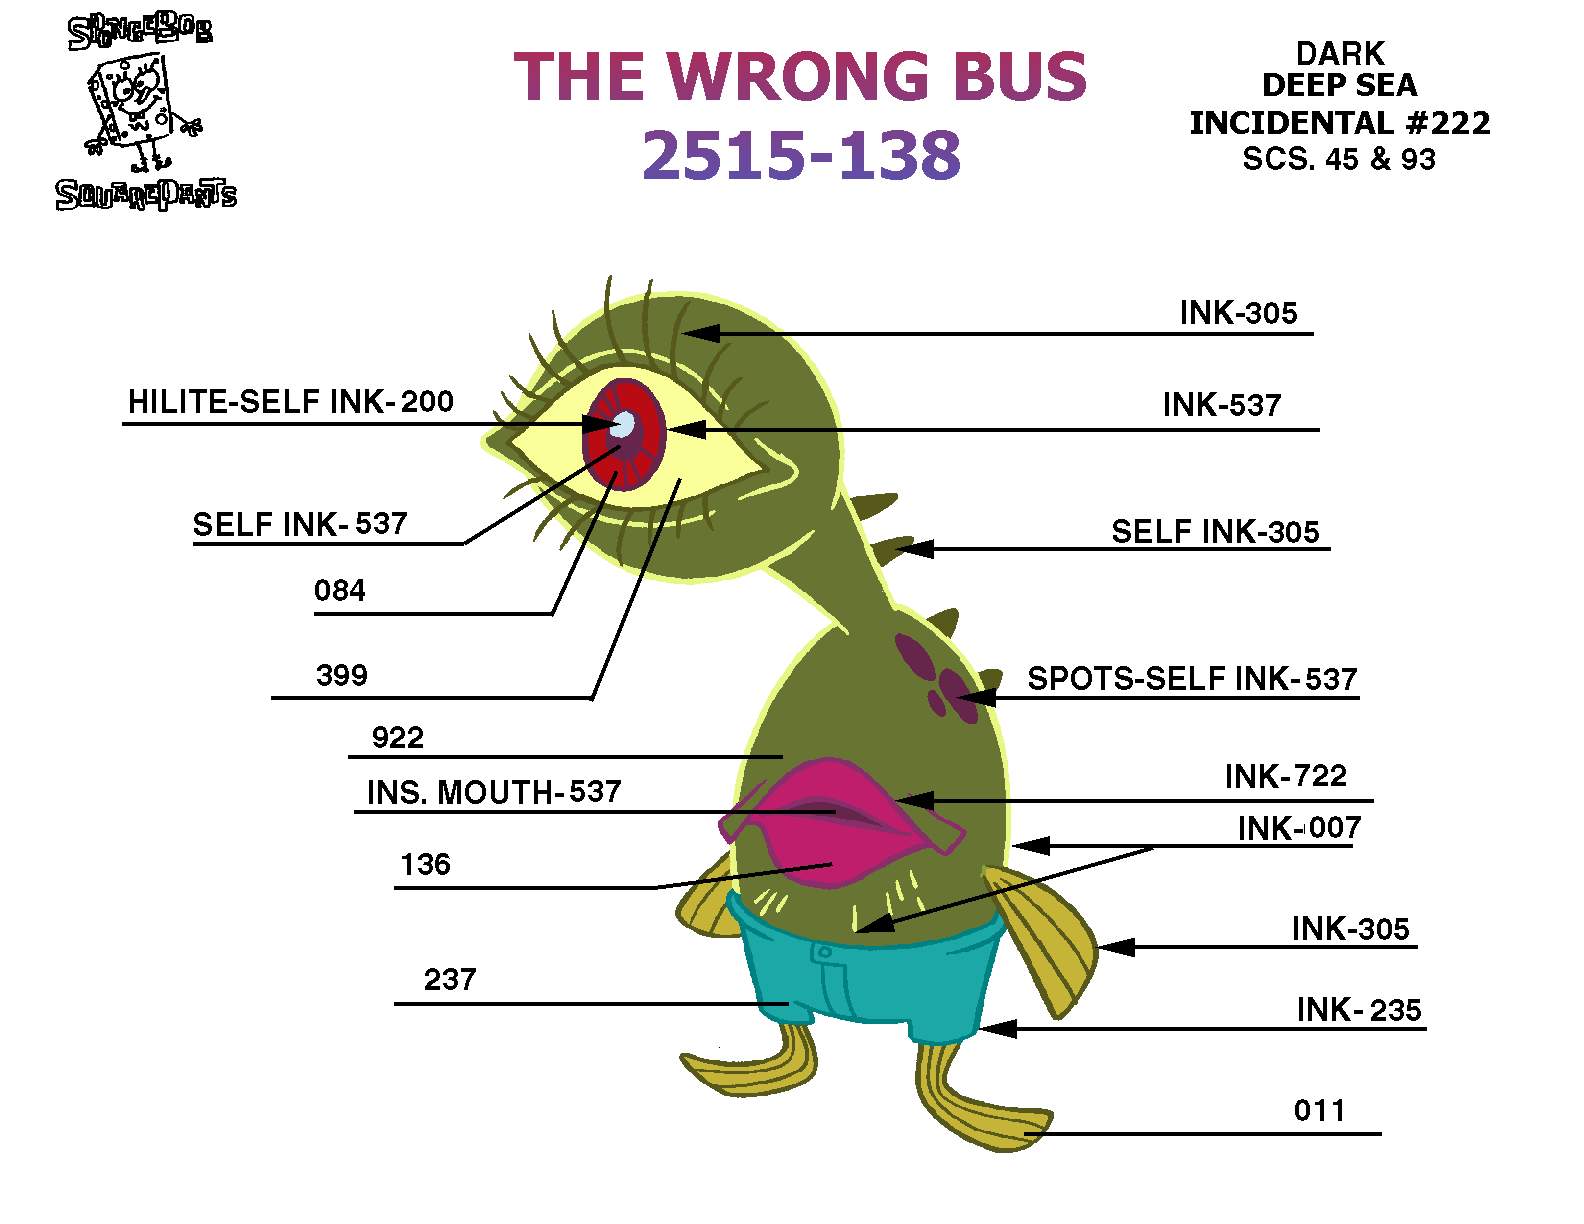 SPONGEBOB
SQUAREPANTS
THE WRONG BUS
2515-138
DARK
DEEP SEA
INCIDENTAL #222
SCS. 45 & 93
HILITE-SELF INK-200
SELF INK-537
084
399
922
INS. MOUTH-537
136
237
INK-305
INK-537
SELF INK-305
SPOTS-SELF INK-537
INK-722
INK-007
INK-305
INK-235
011